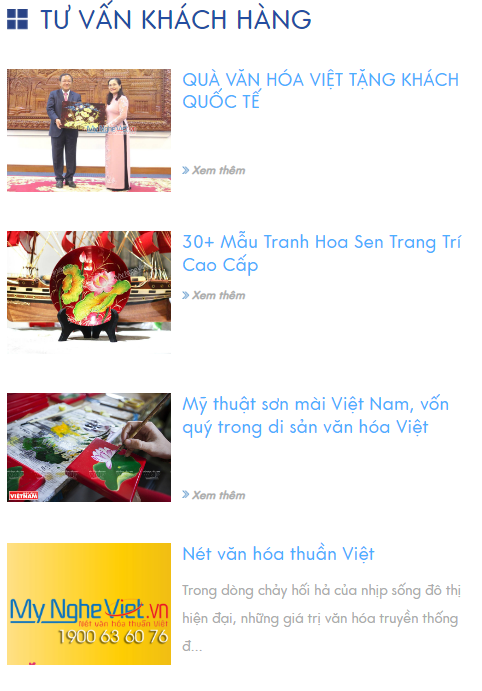 TƯ VẤN KHÁCH HÀNG
QUÀ VĂN HÓA VIỆT TẶNG KHÁCH
QUỐC TẾ
» Xem thêm
30+ Mẫu Tranh Hoa Sen Trang Trí
Cao Cấp
» Xem thêm
Mỹ thuật sơn mài Việt Nam, vốn
quý trong di sản văn hóa Việt
VIETNAM
» Xem thêm
Nét văn hóa thuần Việt
Trong dòng chảy hối hả của nhịp sống đô thị
hiện đại, những giá trị văn hóa truyền thống
đ...
My Nghe Viet.vn
Nét văn hóa thuần Việt
1900 63 60 76